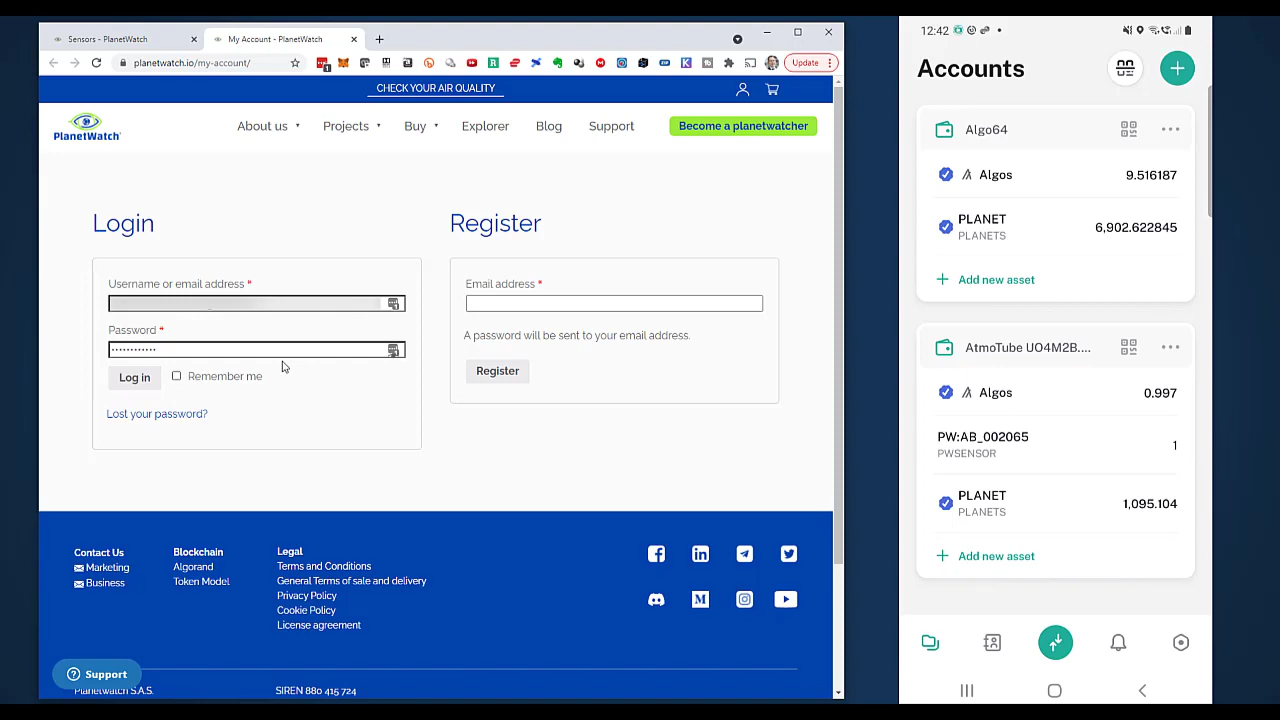 Sensors - PlanetWatch
My Account - PlanetWatch
planetwatch.io/my-account/
Update
CHECK YOUR AIR QUALITY
PlanetWatch
About us
Projects
Buy
Explorer
Blog
Support
Become a planetwatcher
Login
Username or email address *
Password *
············
Log in
Remember me
Lost your password?
Register
Email address *
A password will be sent to your email address.
Register
Contact Us
Marketing
Business
Blockchain
Algorand
Token Model
Legal
Terms and Conditions
General Terms of sale and delivery
Privacy Policy
Cookie Policy
License agreement
Support
Planetwatch S.A.S.
SIREN 880 415 724
12:42
Accounts
Algo64
Algos 9.516187
PLANET
PLANETS
6,902.622845
+ Add new asset
AtmoTube UO4M2B....
Algos 0.997
PW:AB_002065
PWSENSOR
1
PLANET
PLANETS
1,095.104
+ Add new asset